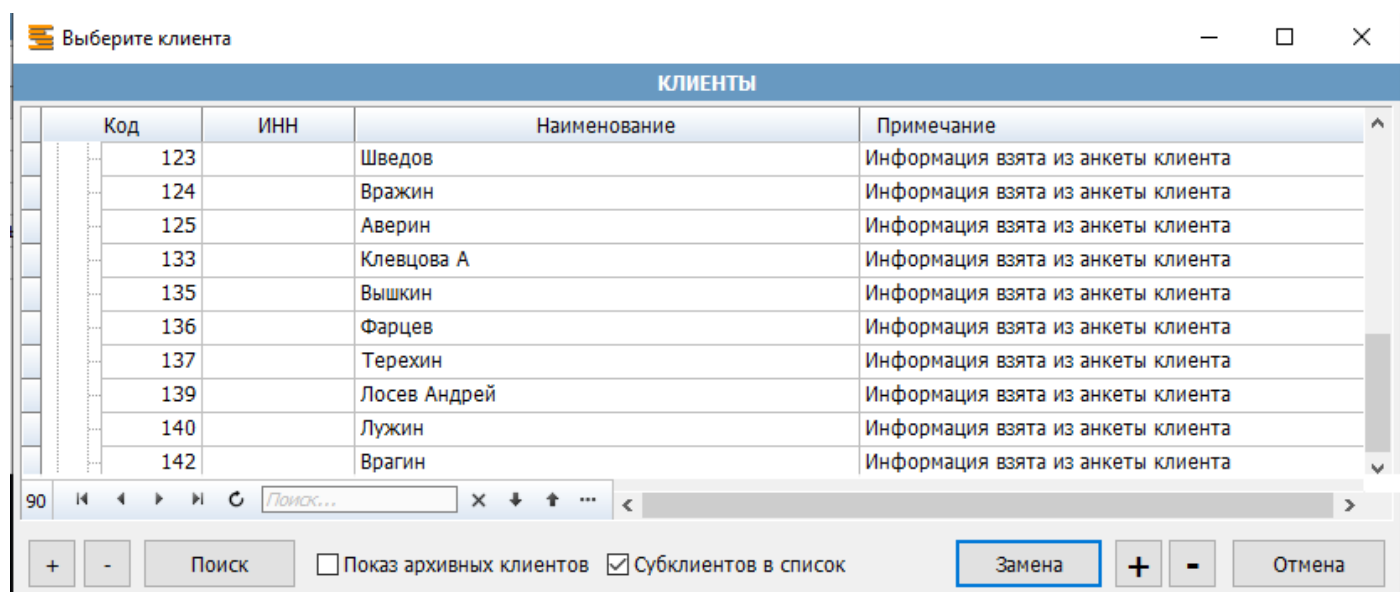 Выберите клиента
КЛИЕНТЫ
Код ИНН Наименование Примечание
123 Шведов Информация взята из анкеты клиента
124 Вражин Информация взята из анкеты клиента
125 Аверин Информация взята из анкеты клиента
133 Клевцова А Информация взята из анкеты клиента
135 Вышкин Информация взята из анкеты клиента
136 Фарцев Информация взята из анкеты клиента
137 Терехин Информация взята из анкеты клиента
139 Лосев Андрей Информация взята из анкеты клиента
140 Лужин Информация взята из анкеты клиента
142 Врагин Информация взята из анкеты клиента
90 Поиск...
+ - Поиск Показ архивных клиентов Субклиентов в список Замена + - Отмена